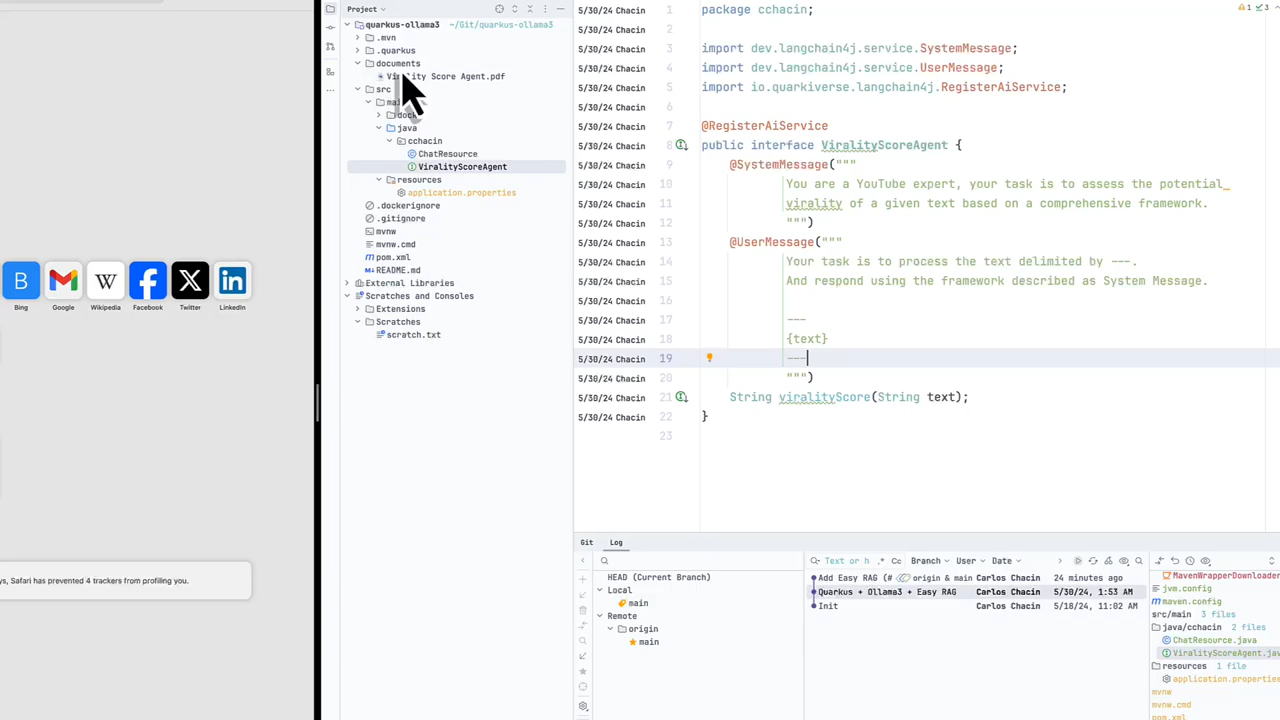 Bing
Google
Wikipedia
Facebook
Twitter
LinkedIn
B
W
f
X
in
ys, Safari has prevented 4 trackers from profiling you.
Project
quarkus-ollama3 ~/Git/quarkus-ollama3
.mvn
.quarkus
documents
Virality Score Agent.pdf
src
java
cchacin
ChatResource
ViralityScoreAgent
resources
application.properties
.dockerignore
.gitignore
mvnw
mvnw.cmd
pom.xml
README.md
External Libraries
Scratches and Consoles
Extensions
Scratches
scratch.txt
5/30/24 Chacin 1 package cchacin;
5/30/24 Chacin 2
5/30/24 Chacin 3 import dev.langchain4j.service.SystemMessage;
5/30/24 Chacin 4 import dev.langchain4j.service.UserMessage;
5/30/24 Chacin 5 import io.quarkiverse.langchain4j.RegisterAiService;
5/30/24 Chacin 6
5/30/24 Chacin 7 @RegisterAiService
5/30/24 Chacin 8 public interface ViralityScoreAgent {
5/30/24 Chacin 9 @SystemMessage("""
5/30/24 Chacin 10 You are a YouTube expert, your task is to assess the potential_
5/30/24 Chacin 11 virality of a given text based on a comprehensive framework.
5/30/24 Chacin 12 """)
5/30/24 Chacin 13 @UserMessage("""
5/30/24 Chacin 14 Your task is to process the text delimited by ---.
5/30/24 Chacin 15 And respond using the framework described as System Message.
5/30/24 Chacin 16
5/30/24 Chacin 17 ---
5/30/24 Chacin 18 {text}
5/30/24 Chacin 19 ---
5/30/24 Chacin 20 """)
5/30/24 Chacin 21 String viralityScore(String text);
5/30/24 Chacin 22 }
23
1 3
Git Log
HEAD (Current Branch)
Local
main
Remote
origin
main
Text or h .* Cc Branch User Date
Add Easy RAG (# origin & main Carlos Chacin 24 minutes ago
Quarkus + Ollama3 + Easy RAG Carlos Chacin 5/30/24, 1:53 AM
Init Carlos Chacin 5/18/24, 11:02 AM
MavenWrapperDownloader
jvm.config
maven.config
src/main 3 files
java/cchacin 2 files
ChatResource.java
ViralityScoreAgent.jav
resources 1 file
application.properties
mvnw
mvnw.cmd
pom.xml